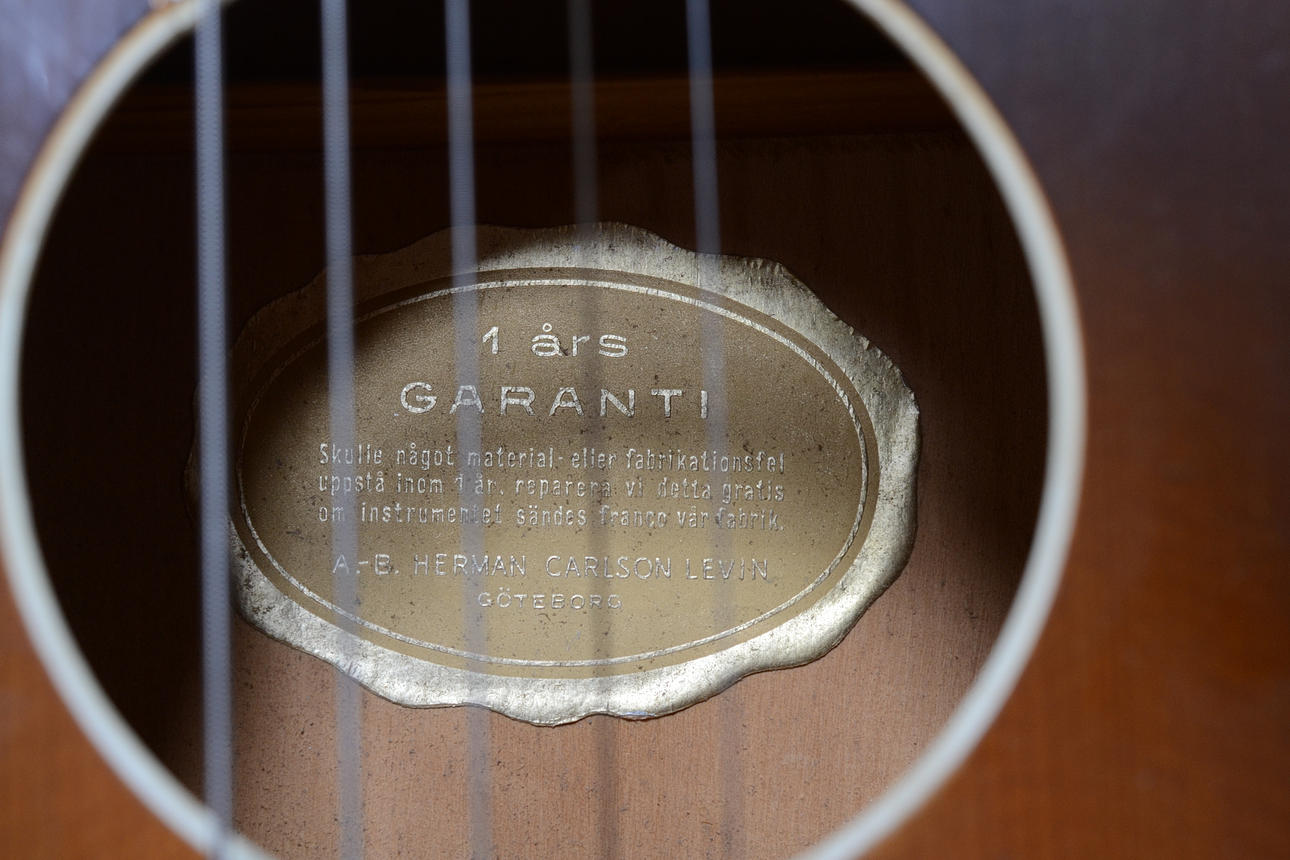 1 års
GARANTI
Skulle något material- eller fabrikationsfel
uppstå inom 1 år, reparera vi detta gratis
om instrumentet sändes franco vår fabrik.
A.-B. HERMAN CARLSON LEVIN
GÖTEBORG